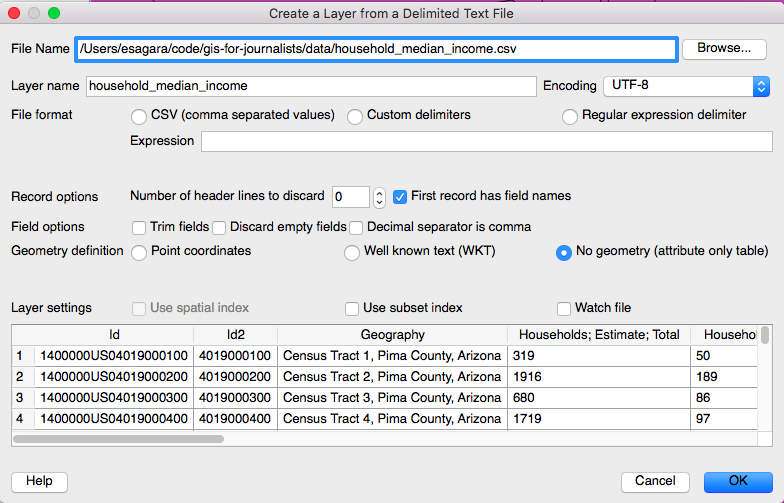 Create a Layer from a Delimited Text File
File Name /Users/esagara/code/gis-for-journalists/data/household_median_income.csv Browse...
Layer name household_median_income Encoding UTF-8
File format CSV (comma separated values) Custom delimiters Regular expression delimiter
Expression
Record options Number of header lines to discard 0 First record has field names
Field options Trim fields Discard empty fields Decimal separator is comma
Geometry definition Point coordinates Well known text (WKT) No geometry (attribute only table)
Layer settings Use spatial index Use subset index Watch file
Id Id2 Geography Households; Estimate; Total Househol
1 1400000US04019000100 4019000100 Census Tract 1, Pima County, Arizona 319 50
2 1400000US04019000200 4019000200 Census Tract 2, Pima County, Arizona 1916 189
3 1400000US04019000300 4019000300 Census Tract 3, Pima County, Arizona 680 86
4 1400000US04019000400 4019000400 Census Tract 4, Pima County, Arizona 1719 97
Help Cancel OK